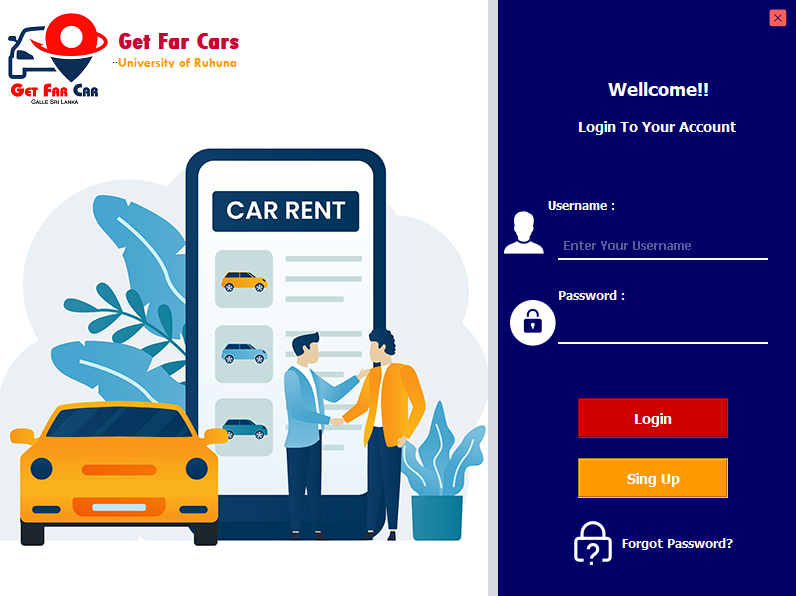 Get Far Cars
··University of Ruhuna
GET FAR CAR
GALLE SRI LANKA
CAR RENT
Wellcome!!
Login To Your Account
Username :
Enter Your Username
Password :
Login
Sing Up
Forgot Password?